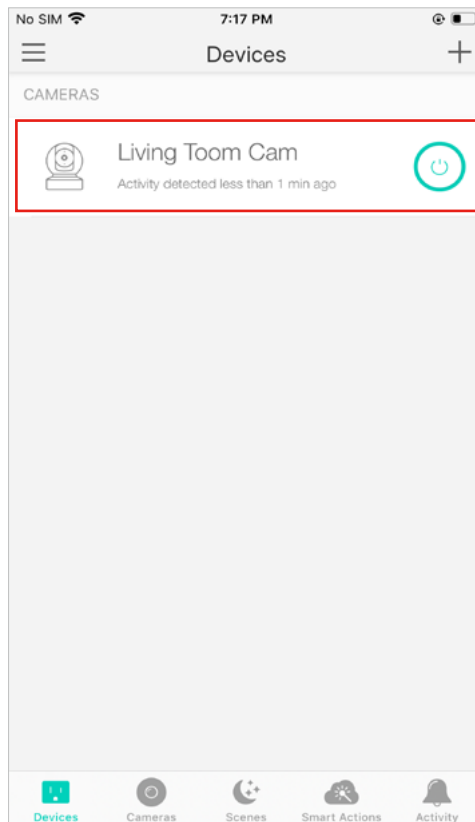 No SIM 7:17 PM
Devices
CAMERAS
Living Toom Cam
Activity detected less than 1 min ago
Devices Cameras Scenes Smart Actions Activity